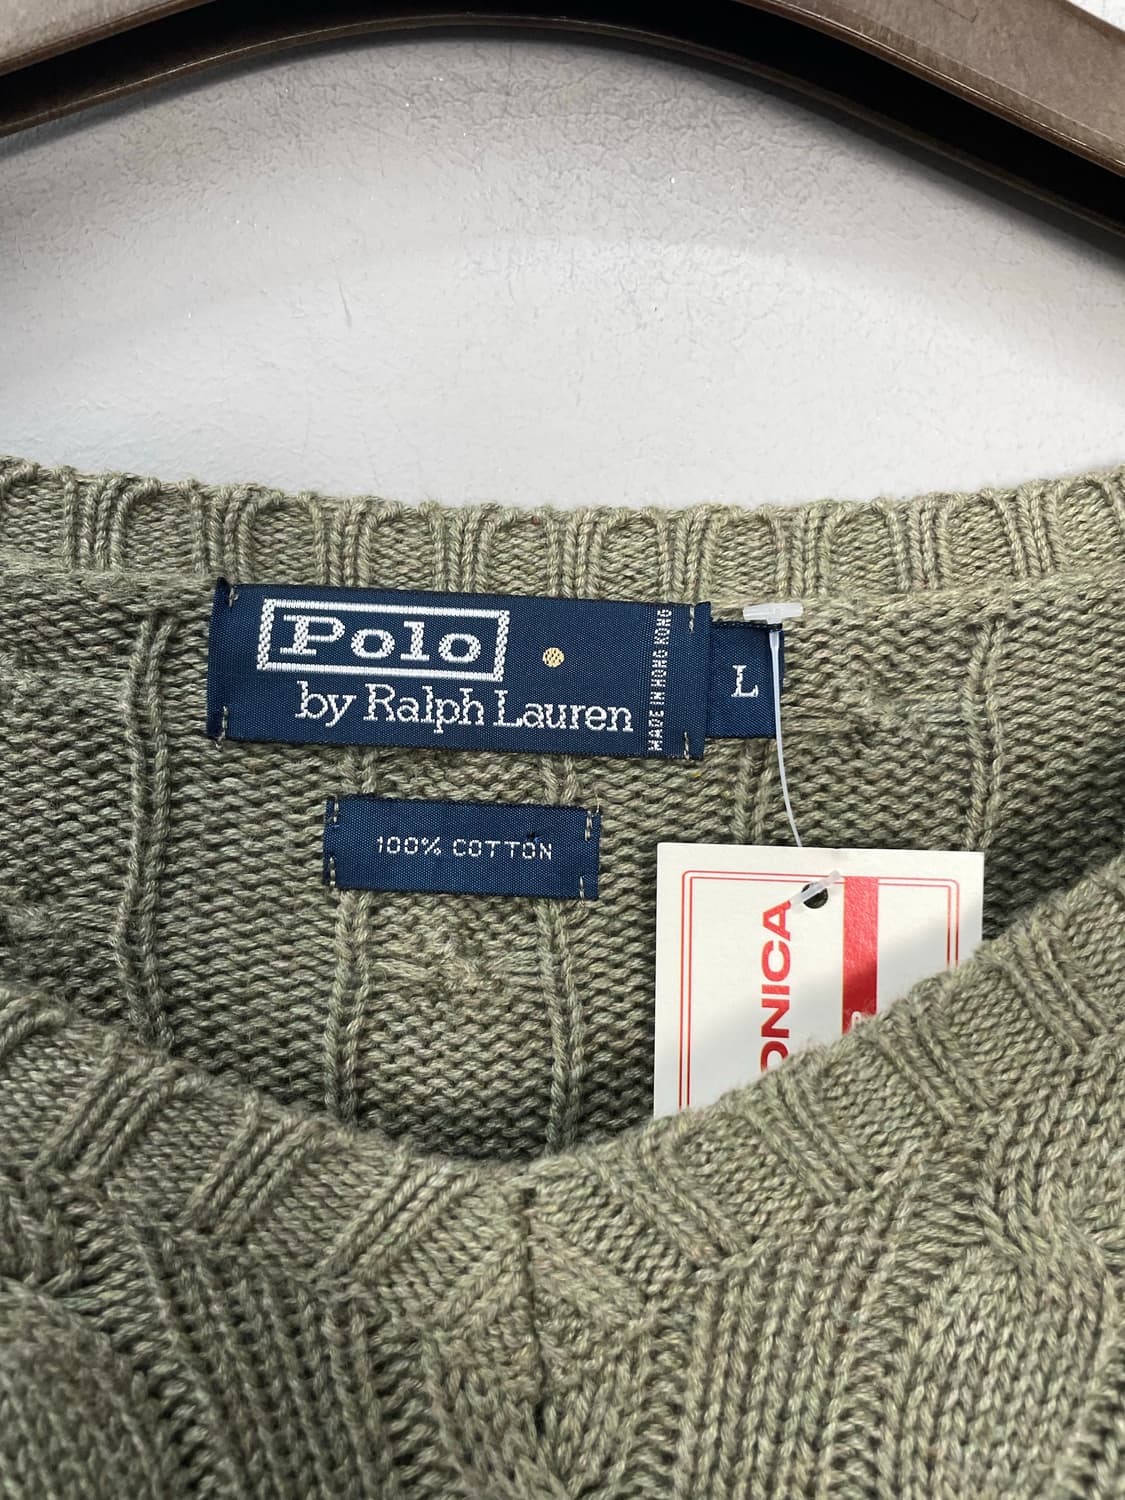 Polo
by Ralph Lauren
MADE IN HONG KONG
L
100% COTTON
ONICA